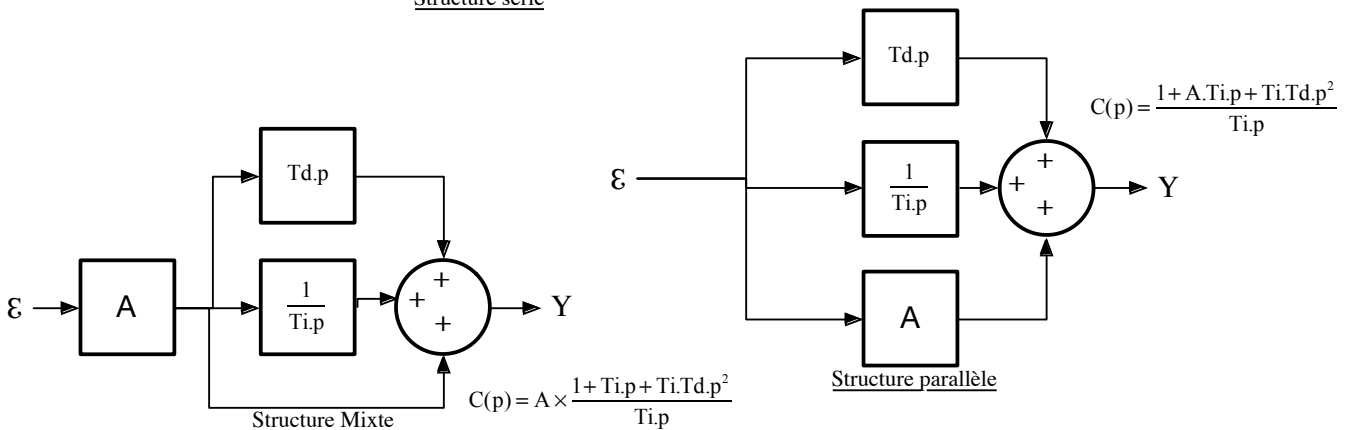 Structure série
Td.p
ε
1
Ti.p
A
+
+
+
Y
C(p) = (1 + A.Ti.p + Ti.Td.p²) / Ti.p
Structure parallèle
Td.p
ε
A
1
Ti.p
+
+
+
Y
Structure Mixte
C(p) = A × (1 + Ti.p + Ti.Td.p²) / Ti.p